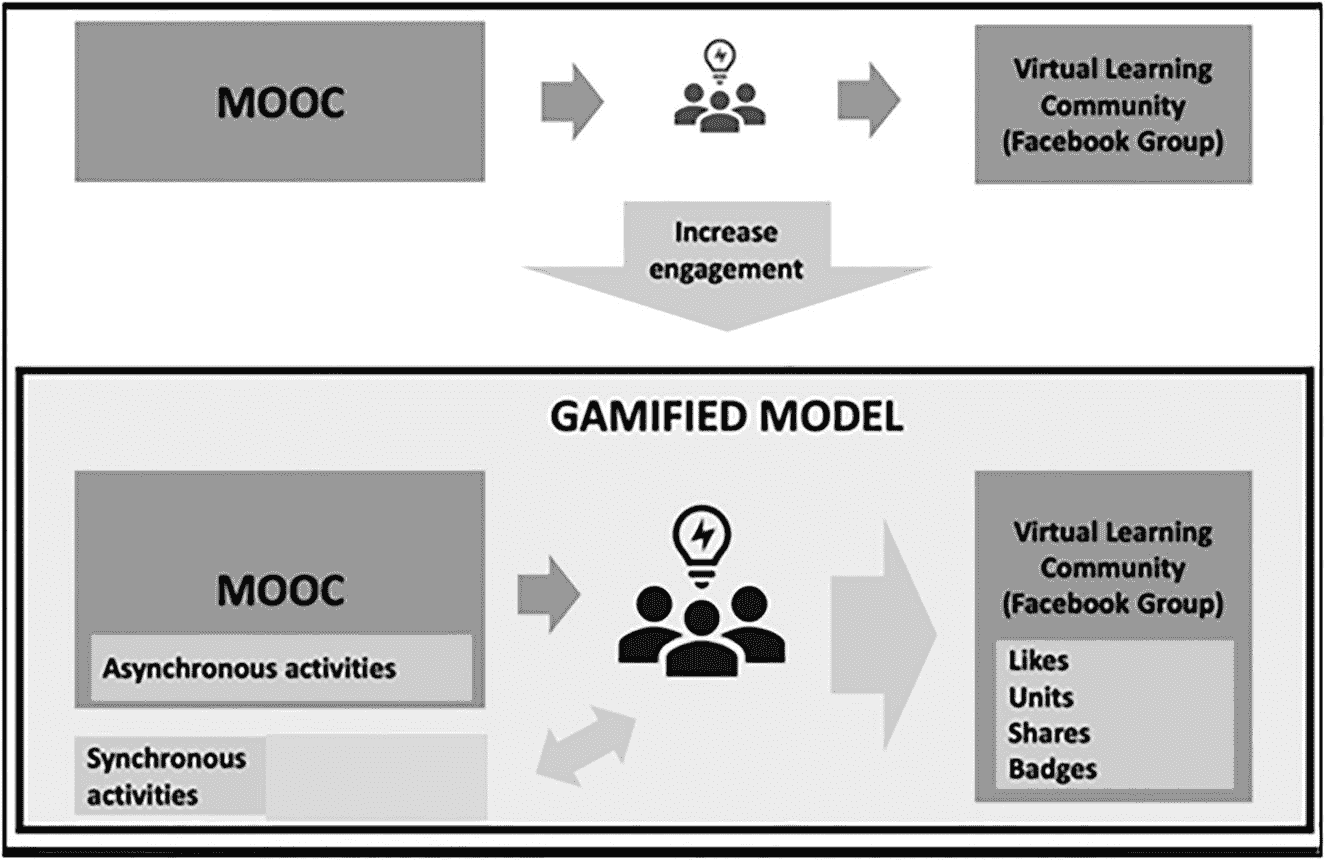 MOOC
Virtual Learning
Community
(Facebook Group)
Increase
engagement
GAMIFIED MODEL
MOOC
Asynchronous activities
Synchronous
activities
Virtual Learning
Community
(Facebook Group)
Likes
Units
Shares
Badges